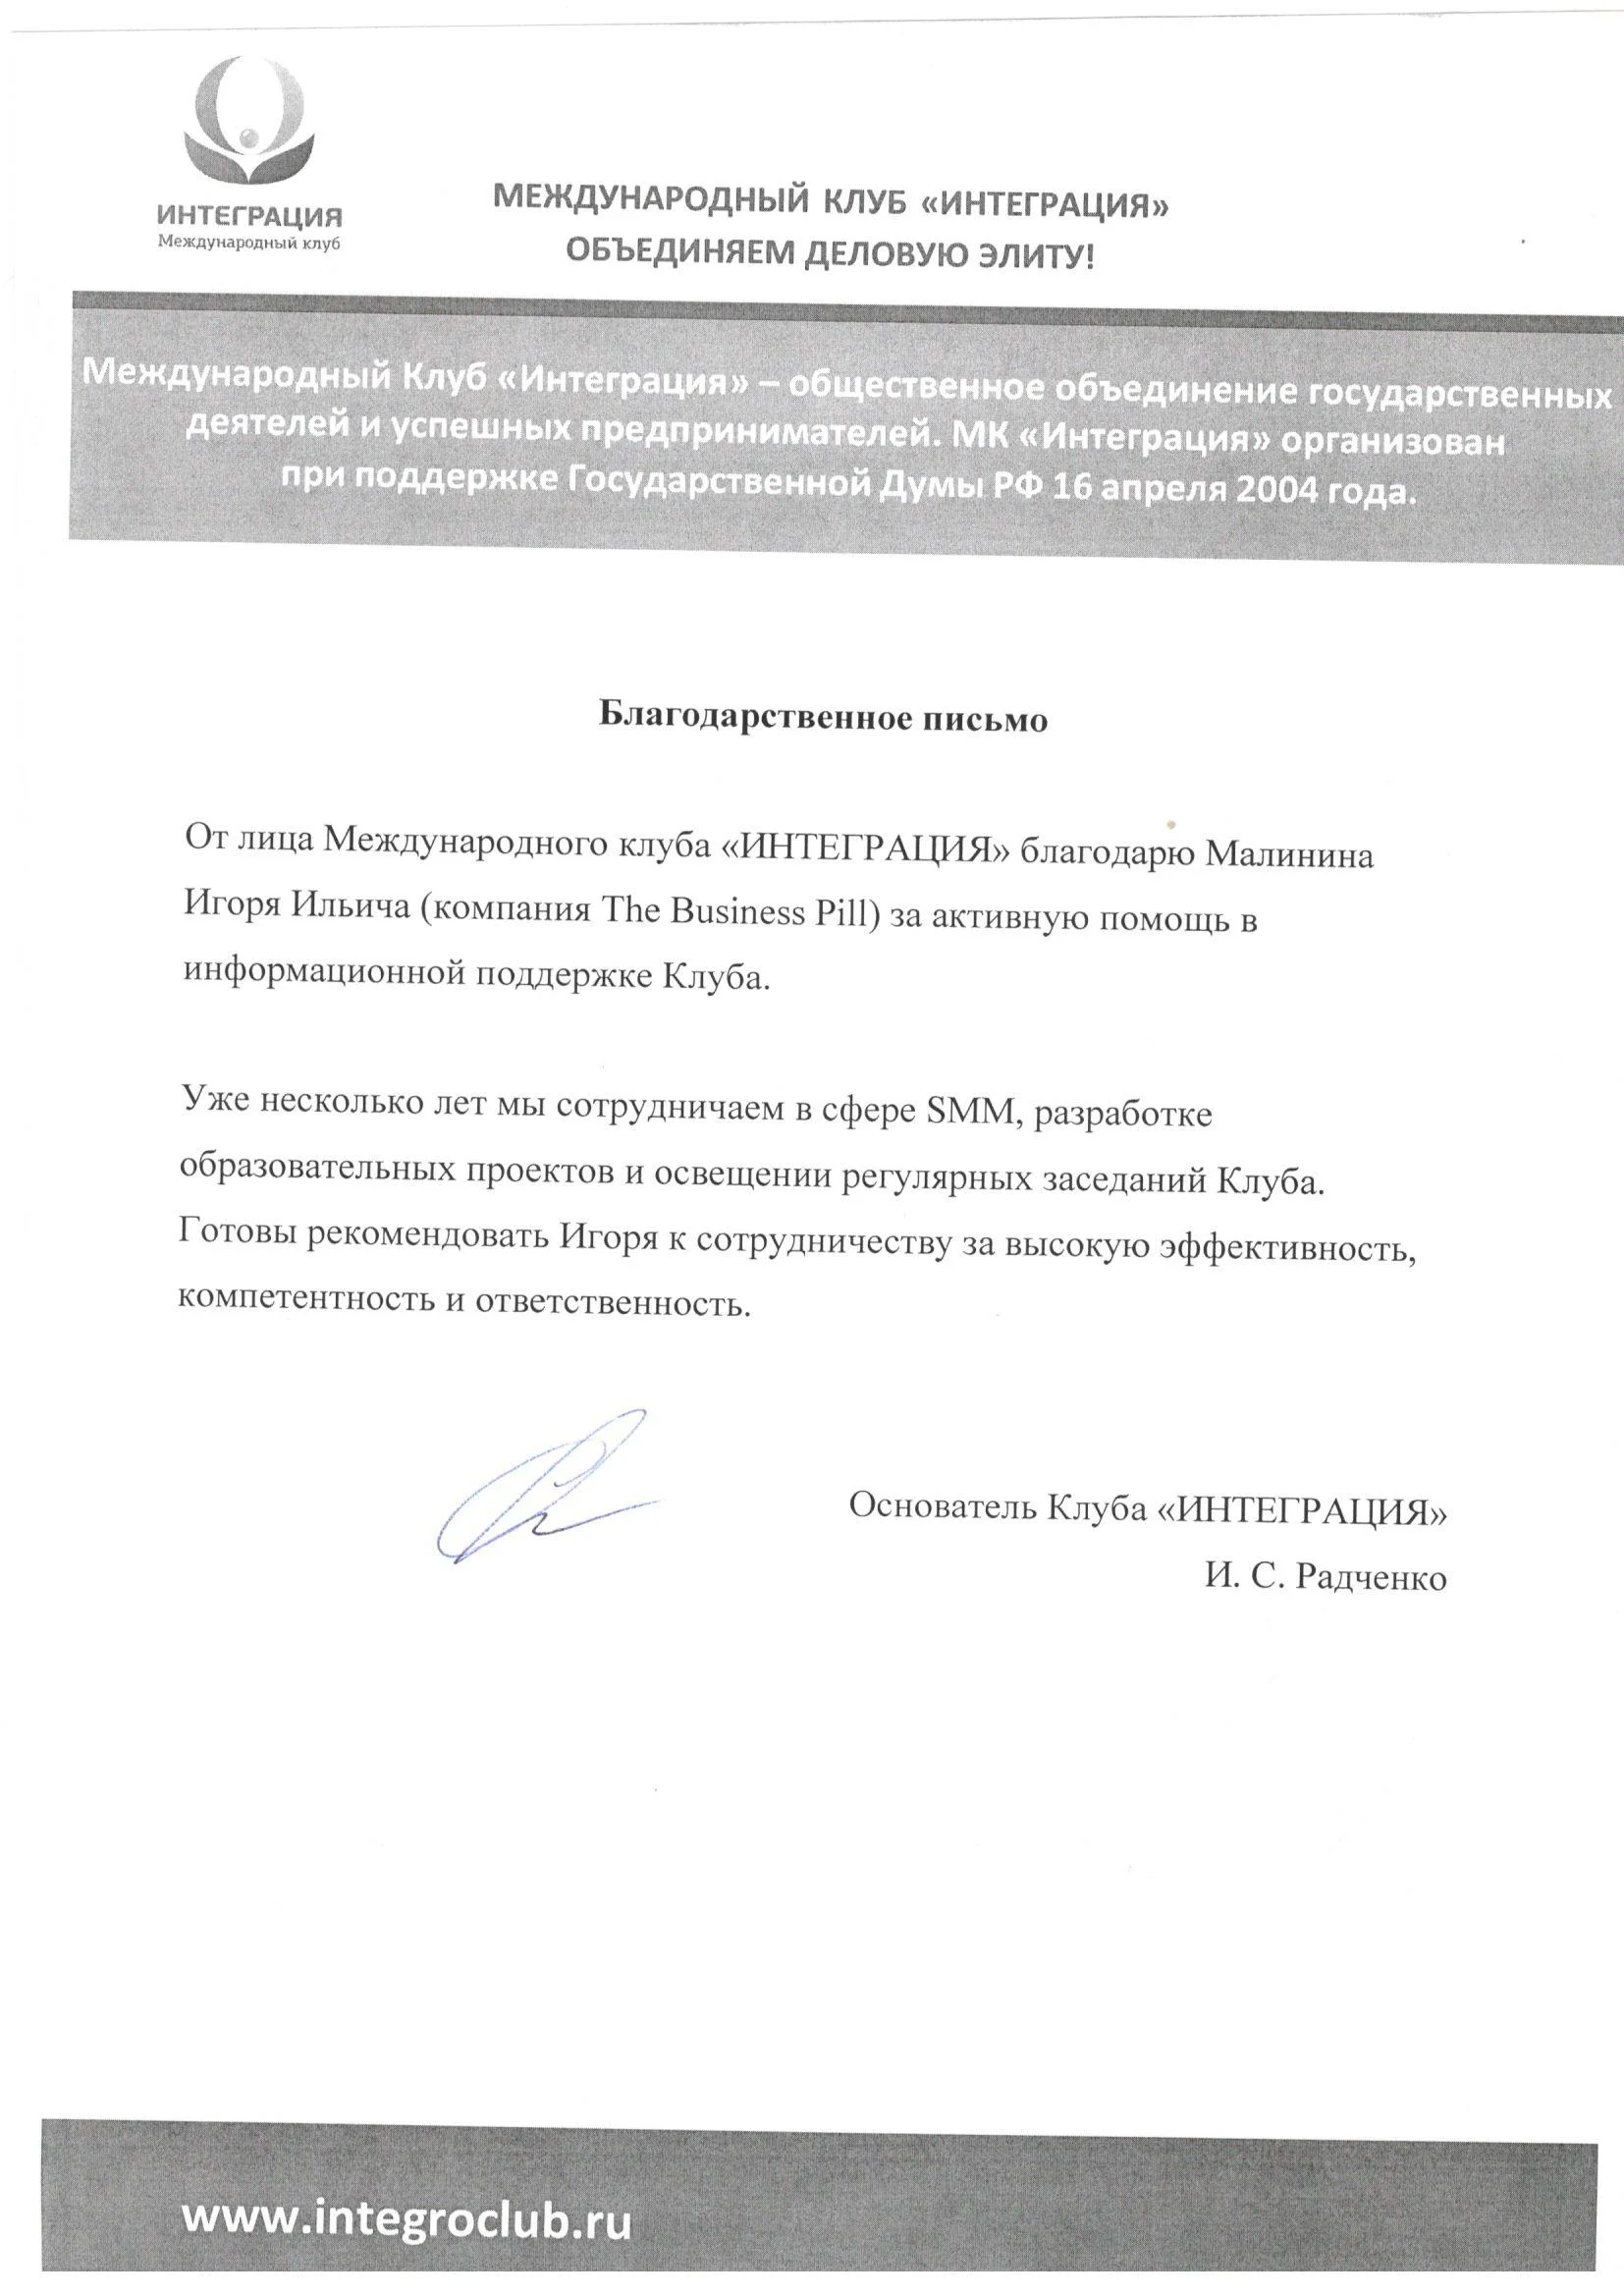 ИНТЕГРАЦИЯ
Международный клуб
МЕЖДУНАРОДНЫЙ КЛУБ «ИНТЕГРАЦИЯ»
ОБЪЕДИНЯЕМ ДЕЛОВУЮ ЭЛИТУ!
Международный Клуб «Интеграция» – общественное объединение государственных
деятелей и успешных предпринимателей. МК «Интеграция» организован
при поддержке Государственной Думы РФ 16 апреля 2004 года.
Благодарственное письмо
От лица Международного клуба «ИНТЕГРАЦИЯ» благодарю Малинина
Игоря Ильича (компания The Business Pill) за активную помощь в
информационной поддержке Клуба.
Уже несколько лет мы сотрудничаем в сфере SMM, разработке
образовательных проектов и освещении регулярных заседаний Клуба.
Готовы рекомендовать Игоря к сотрудничеству за высокую эффективность,
компетентность и ответственность.
Основатель Клуба «ИНТЕГРАЦИЯ»
И. С. Радченко
www.integroclub.ru